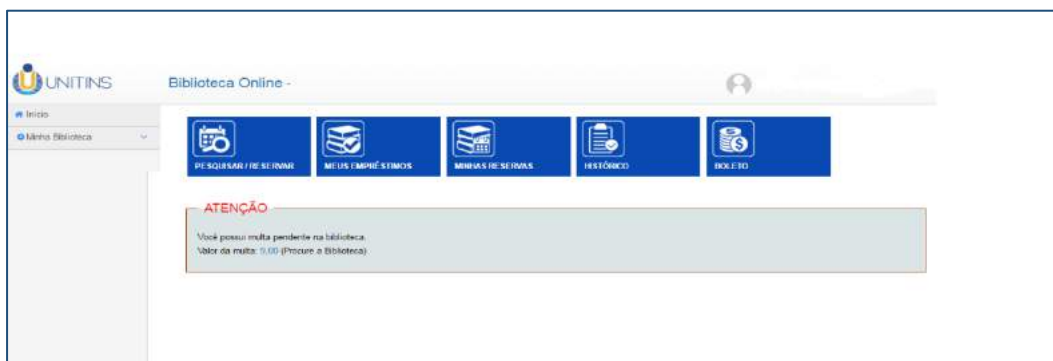 UNITINS
Biblioteca Online -
Início
Minha Biblioteca
PESQUISAR / RESERVAR
MEUS EMPRÉSTIMOS
MINHAS RESERVAS
HISTÓRICO
BOLETO
ATENÇÃO
Você possui multa pendente na biblioteca.
Valor da multa: 9,00 (Procure a Biblioteca)